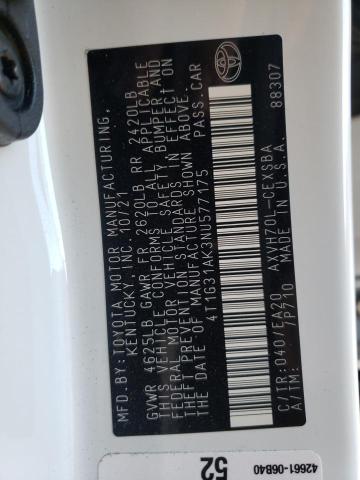 MFD.BY:TOYOTA MOTOR MANUFACTURING,
KENTUCKY, INC. 10/21
GVWR 4625LB GAWR FR 2620LB RR 2420LB
THIS VEHICLE CONFORMS TO ALL APPLICABLE
FEDERAL MOTOR VEHICLE SAFETY, BUMPER AND
THEFT PREVENTION STANDARDS IN EFFECT ON
THE DATE OF MANUFACTURE SHOWN ABOVE.
4T1G31AK3NU577175 PASS.CAR
C/TR:040/EA20 AXVH70L-CEXSBA
A/TM: /P710 MADE IN U.S.A.
88307
TOYOTA
52
42661-06B40